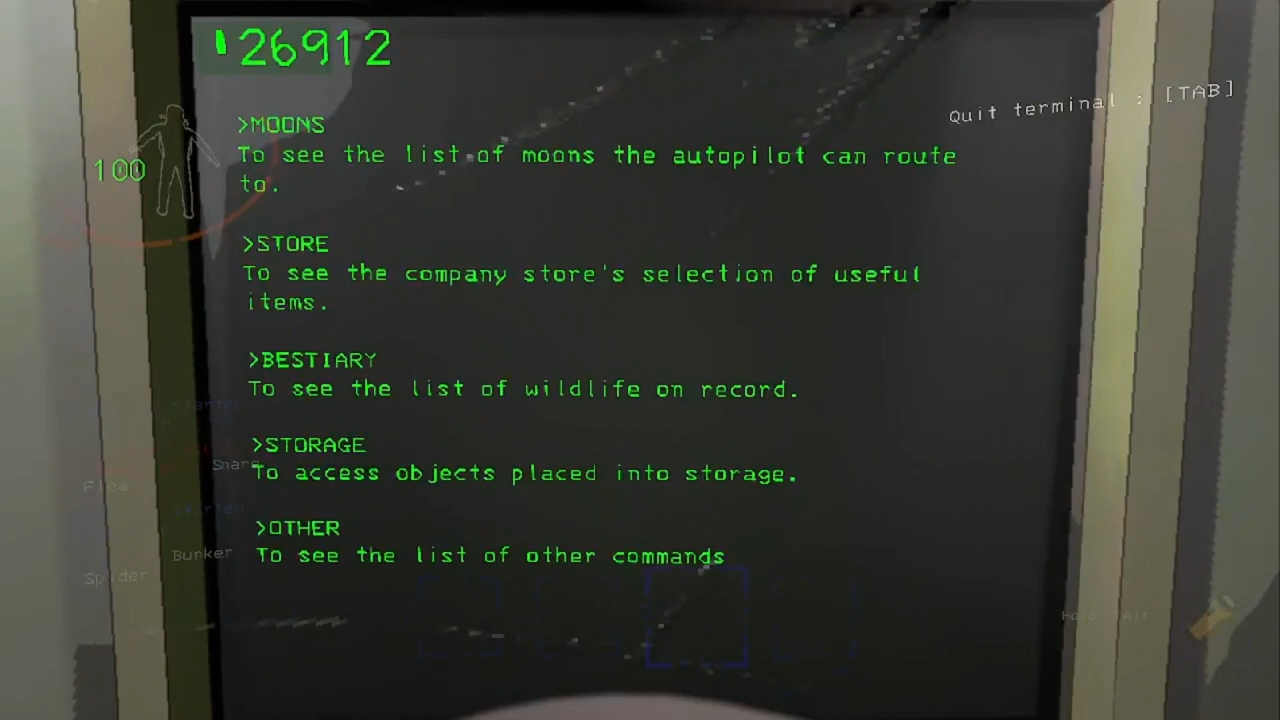 26912
Quit terminal : [TAB]
>MOONS
To see the list of moons the autopilot can route
to.
100
>STORE
To see the company store's selection of useful
items.
>BESTIARY
To see the list of wildlife on record.
>STORAGE
To access objects placed into storage.
>OTHER
To see the list of other commands
Bunker
Spider